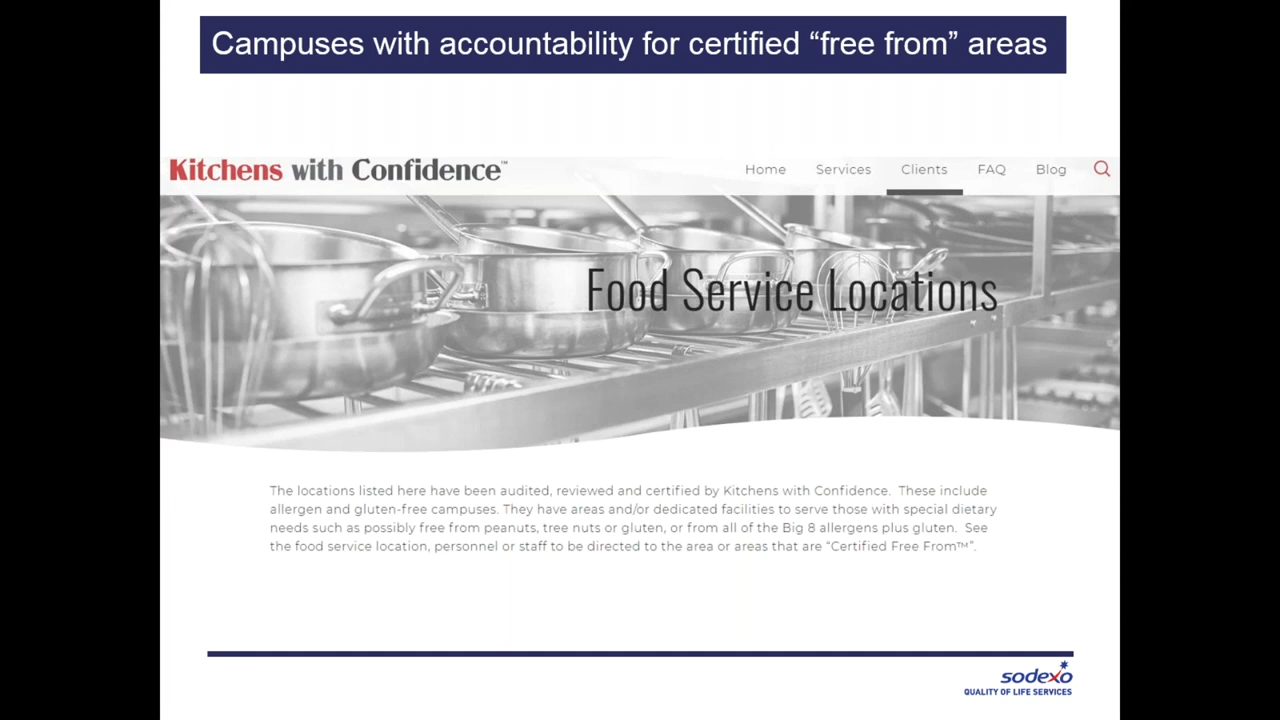 Campuses with accountability for certified “free from” areas
Kitchens with Confidence™
Home Services Clients FAQ Blog
Food Service Locations
The locations listed here have been audited, reviewed and certified by Kitchens with Confidence. These include
allergen and gluten-free campuses. They have areas and/or dedicated facilities to serve those with special dietary
needs such as possibly free from peanuts, tree nuts or gluten, or from all of the Big 8 allergens plus gluten. See
the food service location, personnel or staff to be directed to the area or areas that are “Certified Free From™”.
sodexo
QUALITY OF LIFE SERVICES